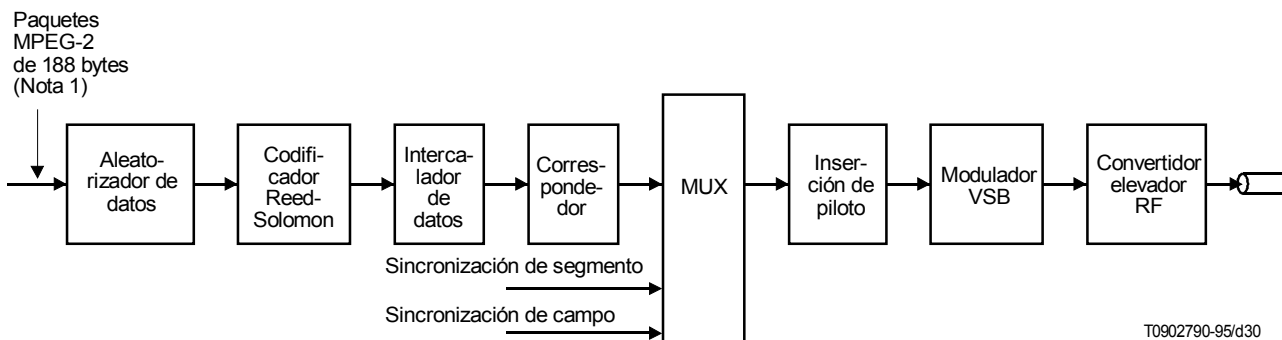 Paquetes
MPEG-2
de 188 bytes
(Nota 1)
Aleato-
rizador de
datos
Codifi-
cador
Reed-
Solomon
Interca-
lador
de
datos
Corres-
ponde-
dor
MUX
Inser-
ción de
piloto
Modulador
VSB
Convertidor
elevador
RF
Sincronización de segmento
Sincronización de campo
T0902790-95/d30